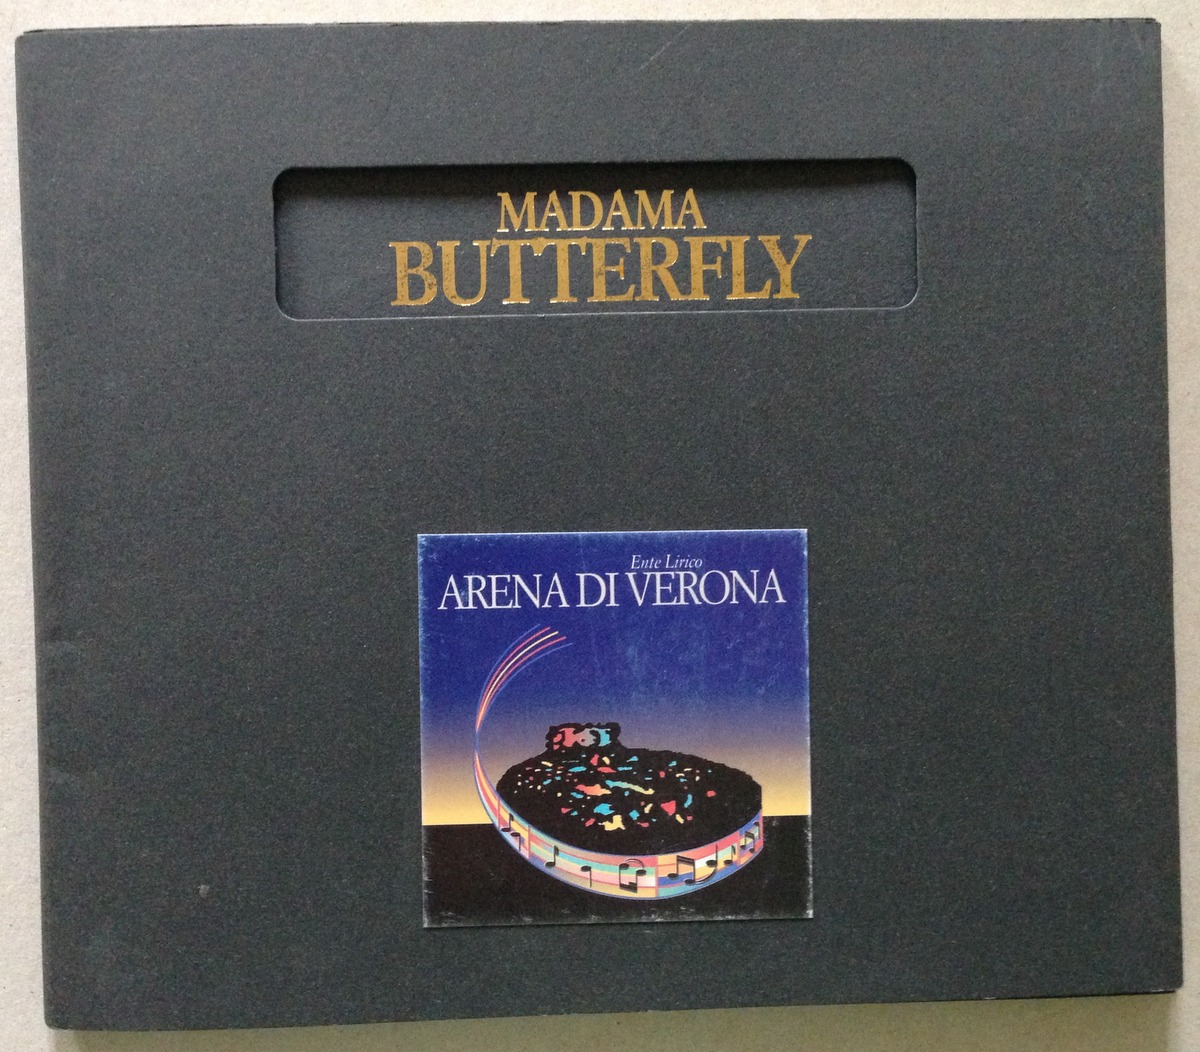 MADAMA
BUTTERFLY
Ente Lirico
ARENA DI VERONA